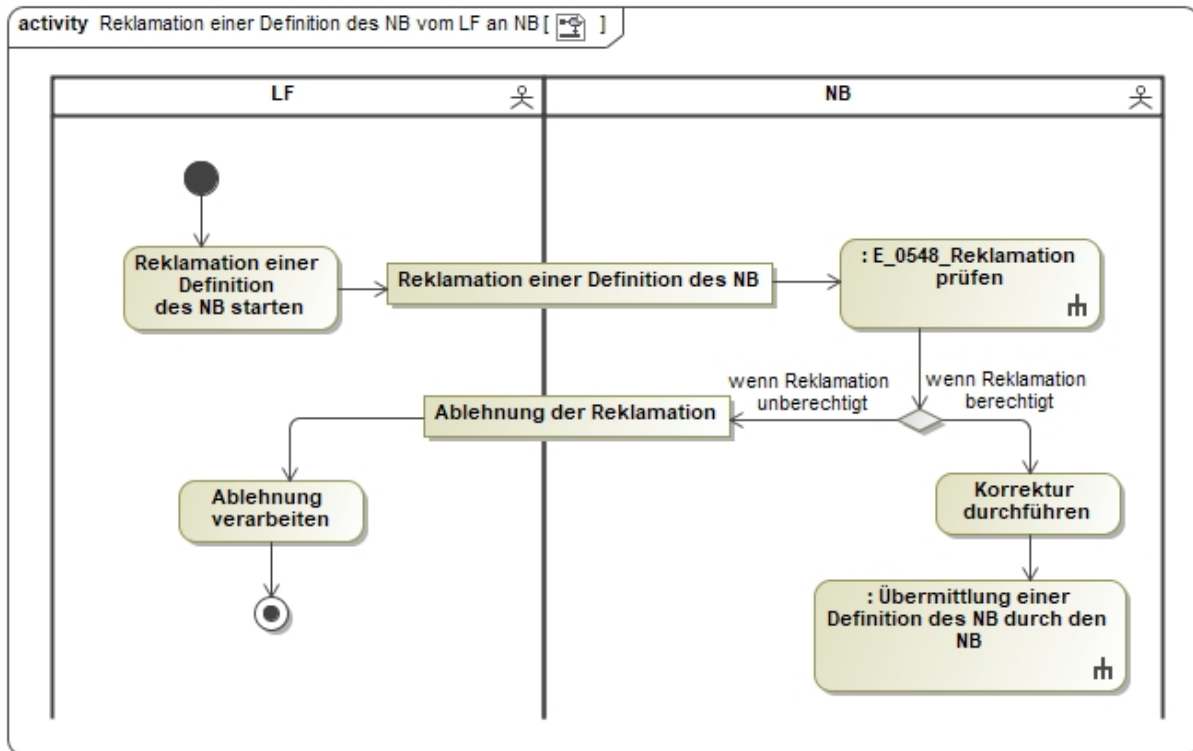 activity Reklamation einer Definition des NB vom LF an NB [ ]
LF
NB
Reklamation einer
Definition
des NB starten
Reklamation einer Definition des NB
: E_0548_Reklamation
prüfen
wenn Reklamation
unberechtigt
wenn Reklamation
berechtigt
Ablehnung der Reklamation
Ablehnung
verarbeiten
Korrektur
durchführen
: Übermittlung einer
Definition des NB durch den
NB